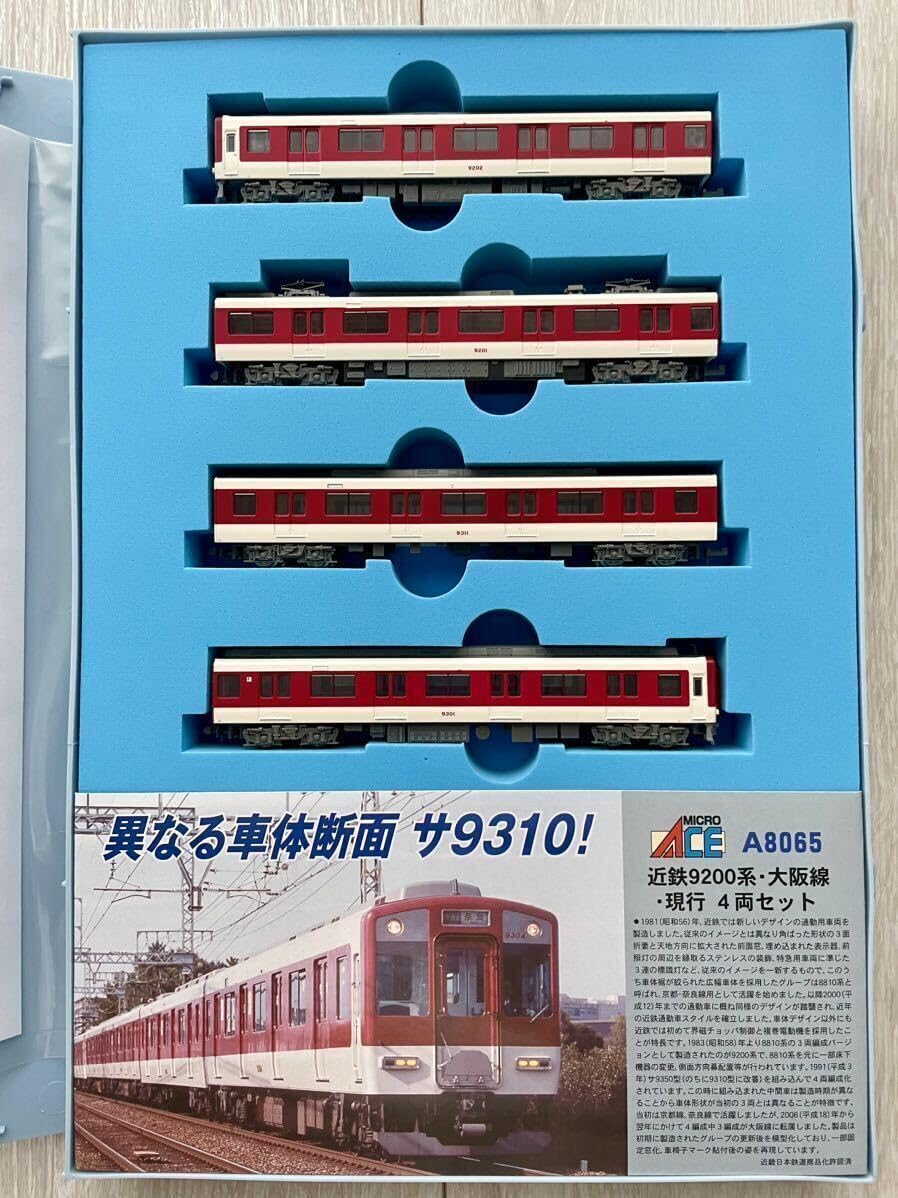 9202
9201
9311
9301
異なる車体断面 サ9310!
奈良
9304
MICRO
ACE
A8065
近鉄9200系・大阪線
・現行 4両セット
●1981(昭和56)年、近鉄では新しいデザインの通勤用車両を
製造しました。従来のイメージとは異なり角ばった形状の3面
折妻と天地方向に拡大された前面窓、埋め込まれた表示器、前
照灯の周辺を縁取るステンレスの装飾、特急用車両に準じた
3連の標識灯など、従来のイメージを一新するもので、このう
ち車体裾が絞られた広幅車体を採用したグループは8810系と
呼ばれ、京都・奈良線用として活躍を始めました。以降2000(平
成12)年までの通勤車に概ね同様のデザインが踏襲され、近年
の近鉄通勤車スタイルを確立しました。車体デザイン以外にも
近鉄では初めて界磁チョッパ制御と複巻電動機を採用したこ
とが特長です。1983(昭和58)年より8810系の3両編成バージ
ョンとして製造されたのが9200系で、8810系を元に一部床下
機器の変更、側面方向幕配置等が行われています。1991(平成3
年)サ9350型(のちに9310型に改番)を組み込んで4両編成化
されています。この時に組み込まれた中間車は製造時期が異な
ることから車体形状が当初の3両とは異なることが特徴です。
当初は京都線、奈良線で活躍しましたが、2006(平成18)年から
翌年にかけて4編成中3編成が大阪線に転属しました。製品は
初期に製造されたグループの更新後を模型化しており、一部固
定窓化、車椅子マーク貼付後の姿を再現しています。
近畿日本鉄道商品化許諾済